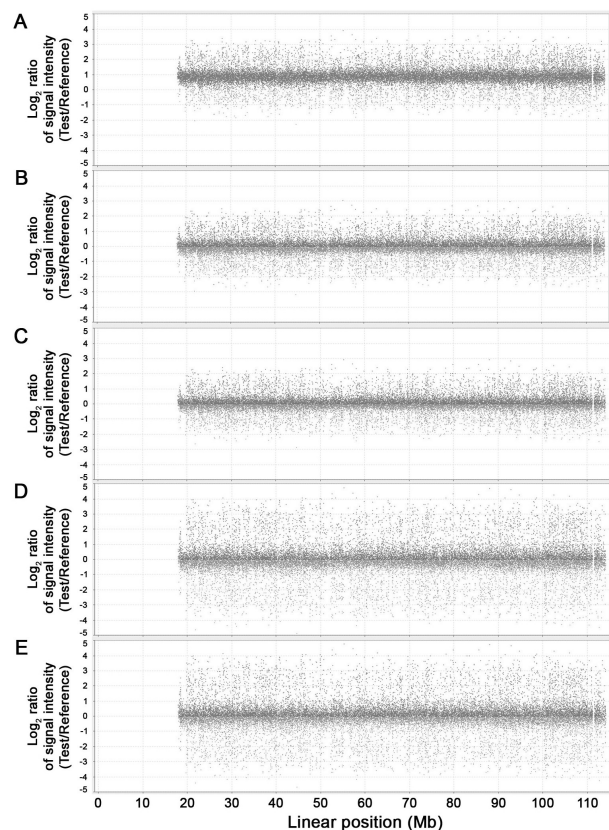 A
Log2 ratio
of signal intensity
(Test/Reference)
5
4
3
2
1
0
-1
-2
-3
-4
-5
B
Log2 ratio
of signal intensity
(Test/Reference)
5
4
3
2
1
0
-1
-2
-3
-4
-5
C
Log2 ratio
of signal intensity
(Test/Reference)
5
4
3
2
1
0
-1
-2
-3
-4
-5
D
Log2 ratio
of signal intensity
(Test/Reference)
5
4
3
2
1
0
-1
-2
-3
-4
-5
E
Log2 ratio
of signal intensity
(Test/Reference)
5
4
3
2
1
0
-1
-2
-3
-4
-5
0 10 20 30 40 50 60 70 80 90 100 110
Linear position (Mb)